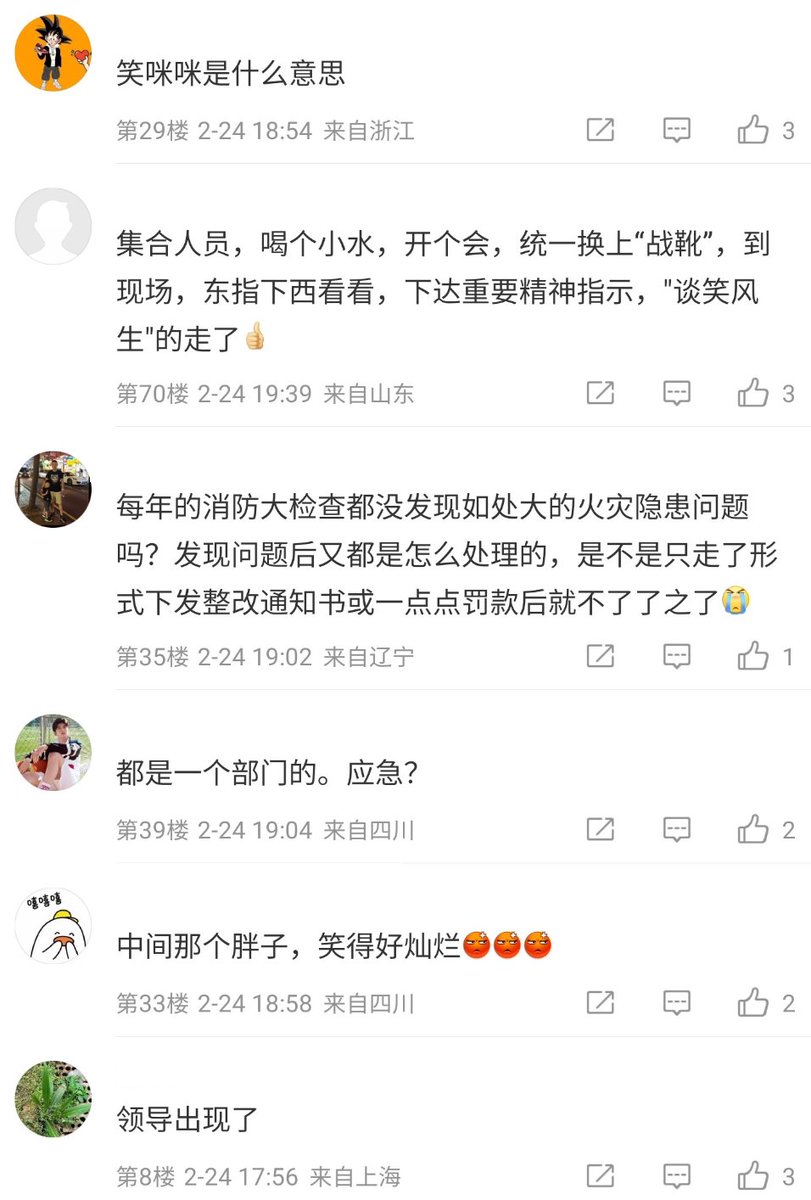 笑咪咪是什么意思
第29楼 2-24 18:54 来自浙江
3
集合人员，喝个小水，开个会，统一换上“战靴”，到
现场，东指下西看看，下达重要精神指示，"谈笑风
生"的走了👍
第70楼 2-24 19:39 来自山东
3
每年的消防大检查都没发现如处大的火灾隐患问题
吗？发现问题后又都是怎么处理的，是不是只走了形
式下发整改通知书或一点点罚款后就不了了之了😭
第35楼 2-24 19:02 来自辽宁
1
都是一个部门的。应急？
第39楼 2-24 19:04 来自四川
2
嘻嘻嘻
中间那个胖子，笑得好灿烂😡😡😡
第33楼 2-24 18:58 来自四川
2
领导出现了
第8楼 2-24 17:56 来自上海
3